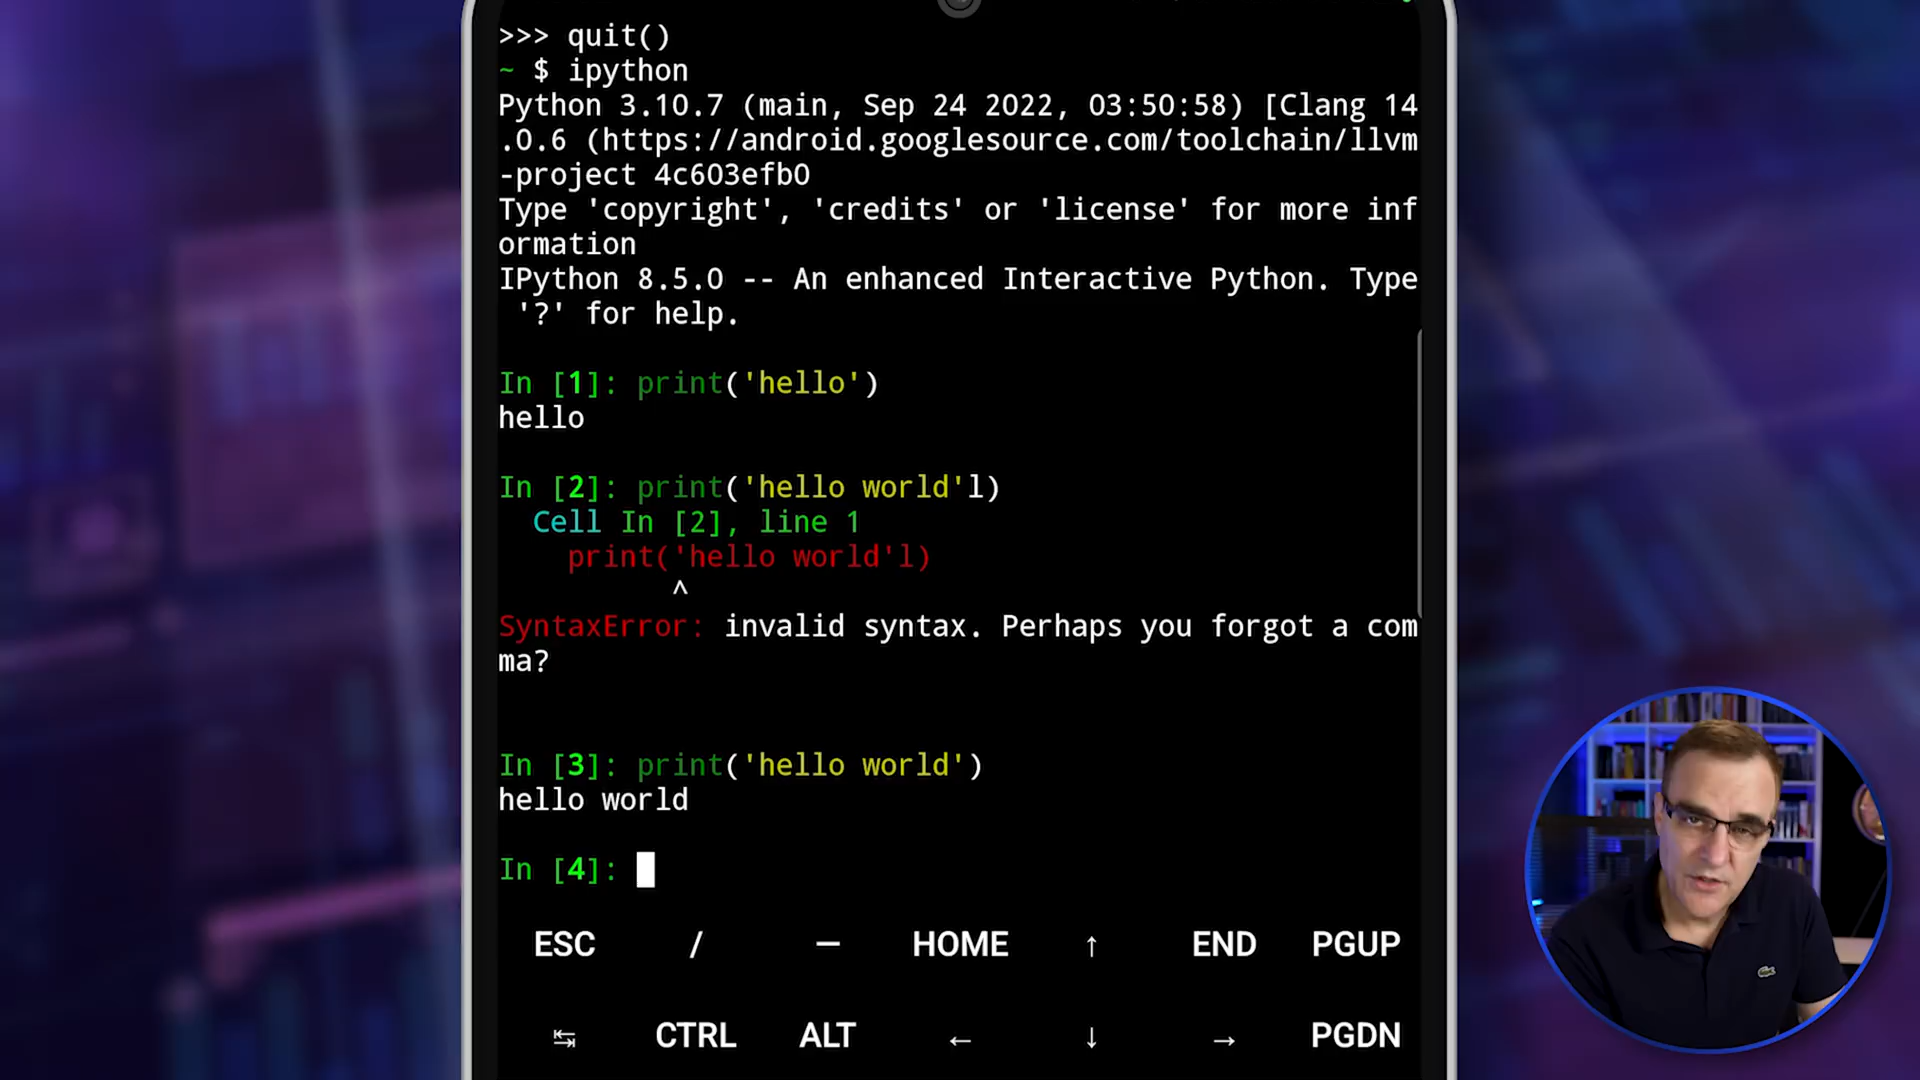 >>> quit()
~ $ ipython
Python 3.10.7 (main, Sep 24 2022, 03:50:58) [Clang 14
.0.6 (https://android.googlesource.com/toolchain/llvm
-project 4c603efb0
Type 'copyright', 'credits' or 'license' for more inf
ormation
IPython 8.5.0 -- An enhanced Interactive Python. Type
'?' for help.
In [1]: print('hello')
hello
In [2]: print('hello world'l)
Cell In [2], line 1
print('hello world'l)
^
SyntaxError: invalid syntax. Perhaps you forgot a com
ma?
In [3]: print('hello world')
hello world
In [4]:
ESC / — HOME ↑ END PGUP
↹ CTRL ALT ← ↓ → PGDN